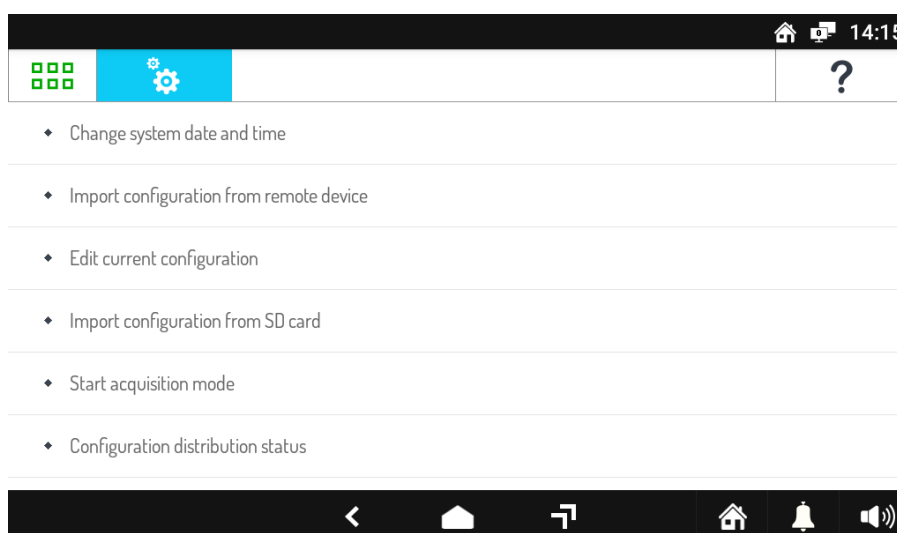 14:15
?
Change system date and time
Import configuration from remote device
Edit current configuration
Import configuration from SD card
Start acquisition mode
Configuration distribution status